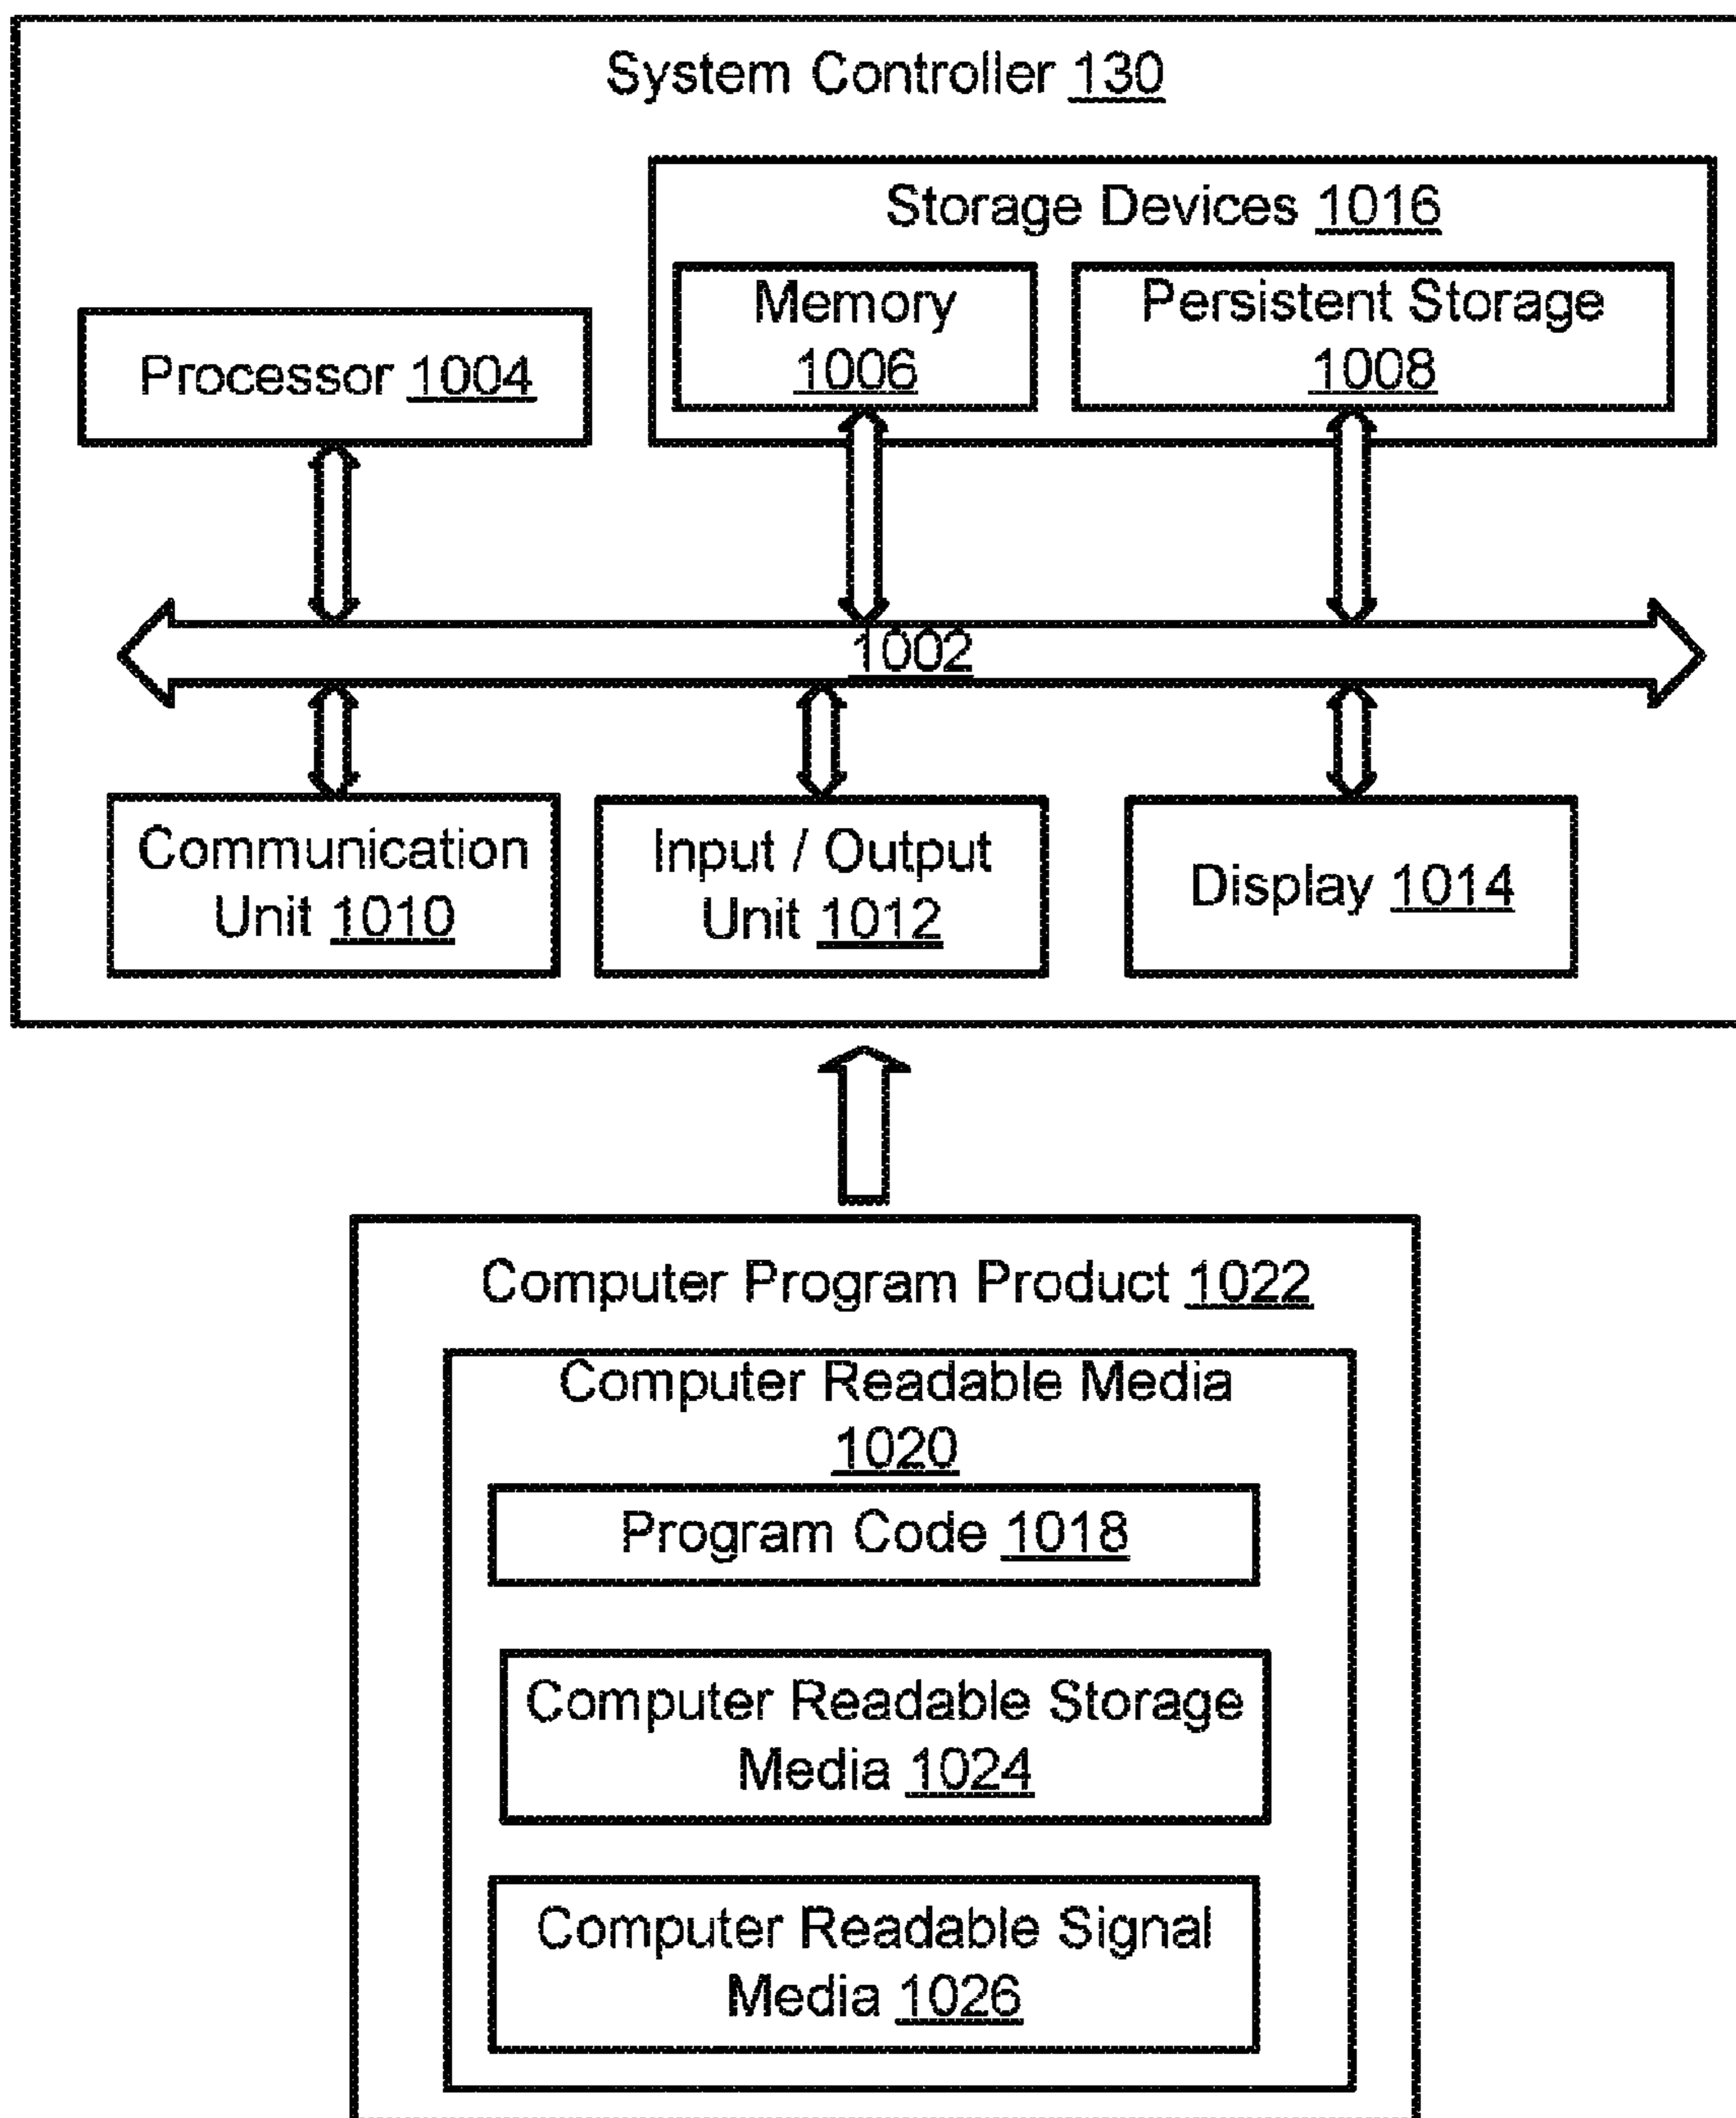 System Controller 130
Storage Devices 1016
Memory
1006
Persistent Storage
1008
Processor 1004
1002
Communication
Unit 1010
Input / Output
Unit 1012
Display 1014
Computer Program Product 1022
Computer Readable Media
1020
Program Code 1018
Computer Readable Storage
Media 1024
Computer Readable Signal
Media 1026